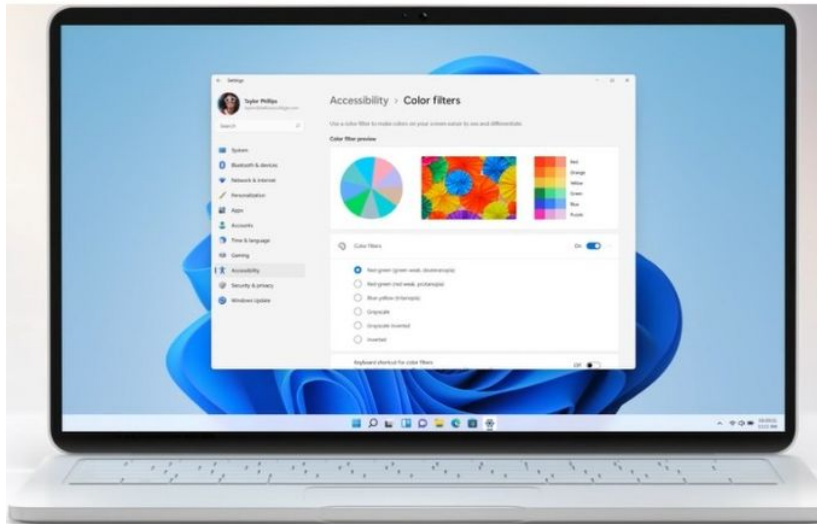 Settings
Taylor Phillips
Search
System
Bluetooth & devices
Network & internet
Personalization
Apps
Accounts
Time & language
Gaming
Accessibility
Security & privacy
Windows Update
Accessibility > Color filters
Use a color filter to make colors on your screen easier to see and differentiate.
Color filter preview
Red
Orange
Yellow
Green
Blue
Purple
Color filters
On
Red-green (green weak, deuteranopia)
Red-green (red weak, protanopia)
Blue-yellow (tritanopia)
Grayscale
Grayscale inverted
Inverted
Keyboard shortcut for color filters
Off